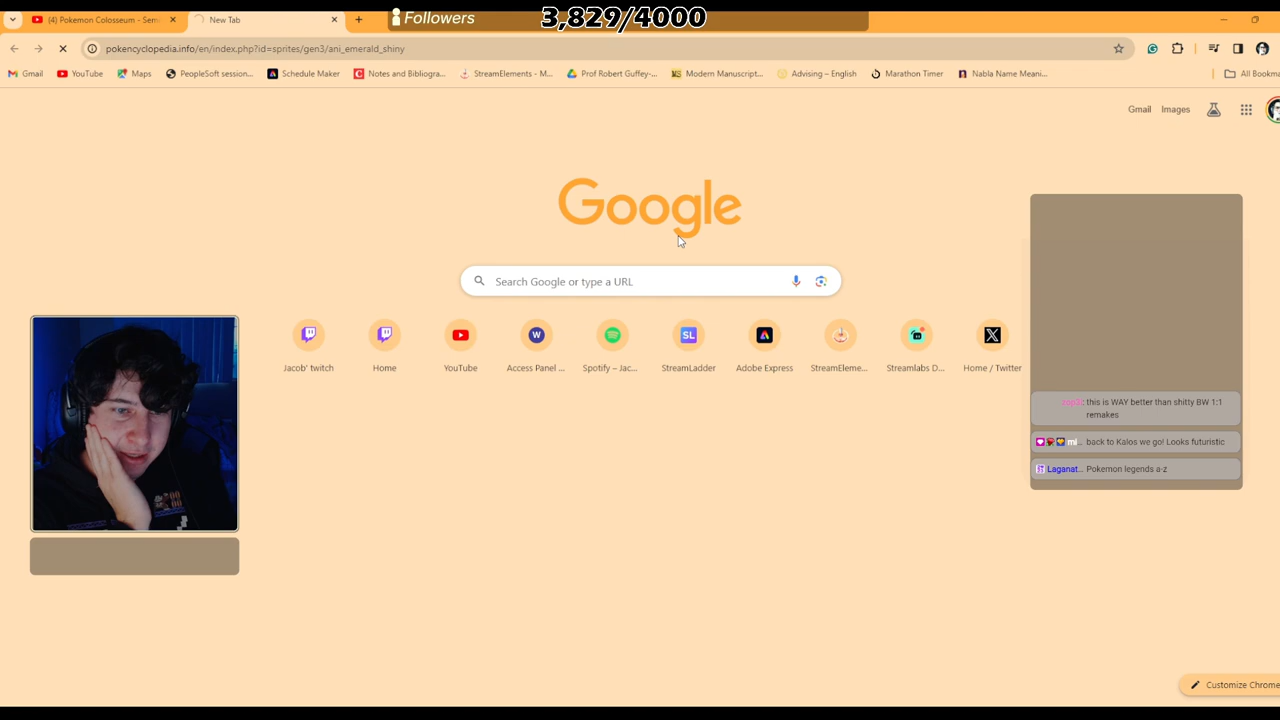 Followers
3,829/4000
(4) Pokemon Colosseum - Semi
New Tab
pokencyclopedia.info/en/index.php?id=sprites/gen3/ani_emerald_shiny
Gmail
YouTube
Maps
PeopleSoft session...
Schedule Maker
Notes and Bibliogra...
StreamElements - M...
Prof Robert Guffey-...
Modern Manuscript...
Advising – English
Marathon Timer
Nabla Name Meani...
All Bookma
Gmail
Images
Google
Search Google or type a URL
Jacob' twitch
Home
YouTube
Access Panel ...
Spotify – Jac...
StreamLadder
Adobe Express
StreamEleme...
Streamlabs D...
Home / Twitter
this is WAY better than shitty BW 1:1
remakes
mi... back to Kalos we go! Looks futuristic
Laganat... Pokemon legends a-z
Customize Chrome